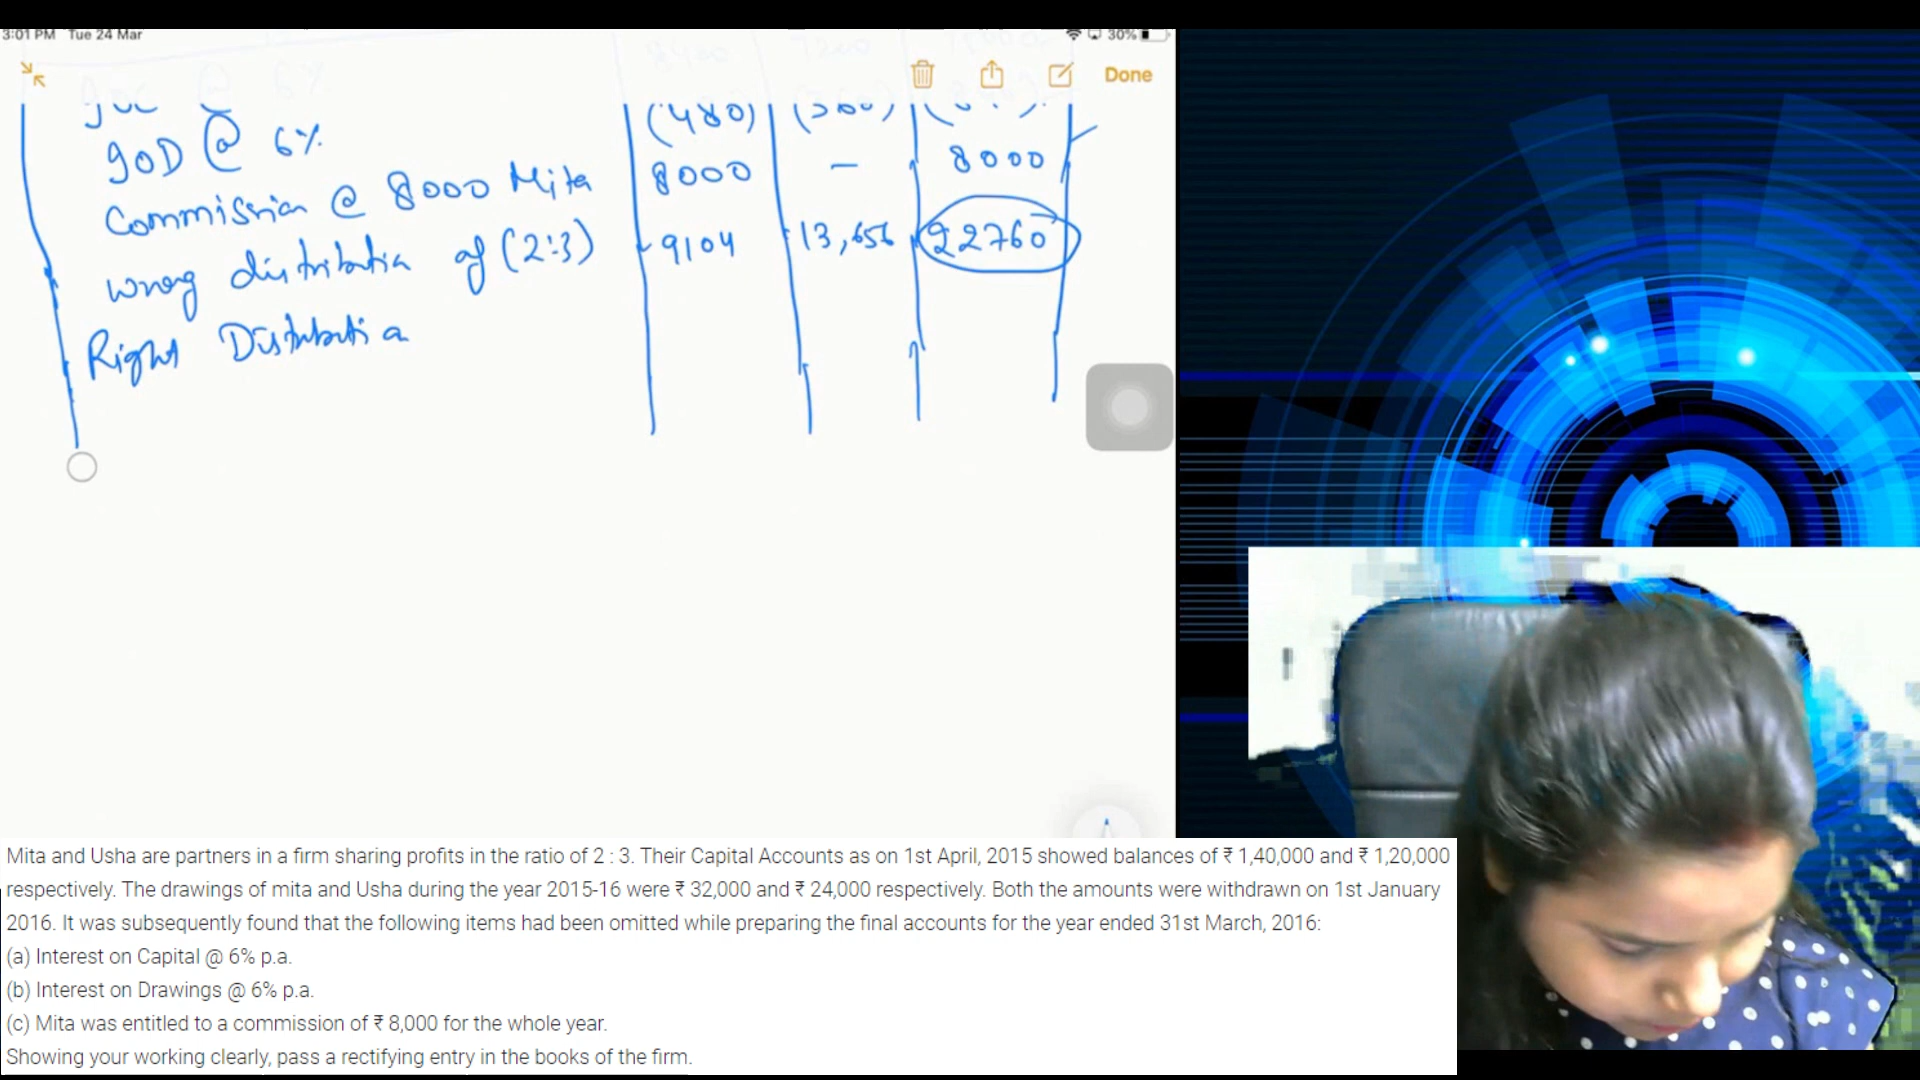 3:01 PM Tue 24 Mar
30%
Done
(480)
IOD @ 6%
8000 — 8000
Commission @ 8000 Mita
wrong distribution of (2:3) 9104 13,656 22760
Right Distribution
Mita and Usha are partners in a firm sharing profits in the ratio of 2 : 3. Their Capital Accounts as on 1st April, 2015 showed balances of ₹ 1,40,000 and ₹ 1,20,000
respectively. The drawings of mita and Usha during the year 2015-16 were ₹ 32,000 and ₹ 24,000 respectively. Both the amounts were withdrawn on 1st January
2016. It was subsequently found that the following items had been omitted while preparing the final accounts for the year ended 31st March, 2016:
(a) Interest on Capital @ 6% p.a.
(b) Interest on Drawings @ 6% p.a.
(c) Mita was entitled to a commission of ₹ 8,000 for the whole year.
Showing your working clearly, pass a rectifying entry in the books of the firm.